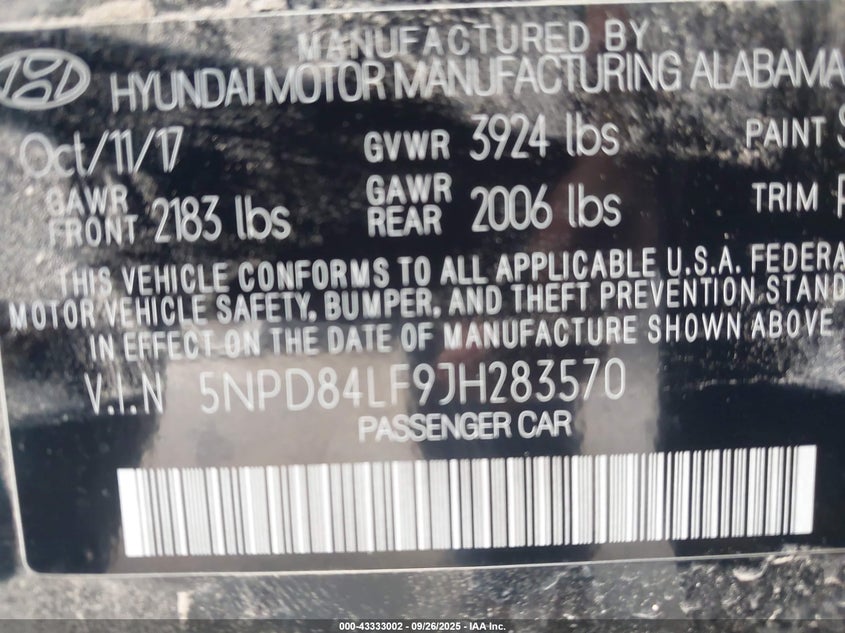 MANUFACTURED BY
HYUNDAI MOTOR MANUFACTURING ALABAMA
Oct/11/17 GVWR 3924 lbs PAINT
GAWR FRONT 2183 lbs GAWR REAR 2006 lbs TRIM
THIS VEHICLE CONFORMS TO ALL APPLICABLE U.S.A. FEDERA
MOTOR VEHICLE SAFETY, BUMPER, AND THEFT PREVENTION STAND
IN EFFECT ON THE DATE OF MANUFACTURE SHOWN ABOVE
V.I.N 5NPD84LF9JH283570
PASSENGER CAR
000-43333002 - 09/26/2025 - IAA Inc.